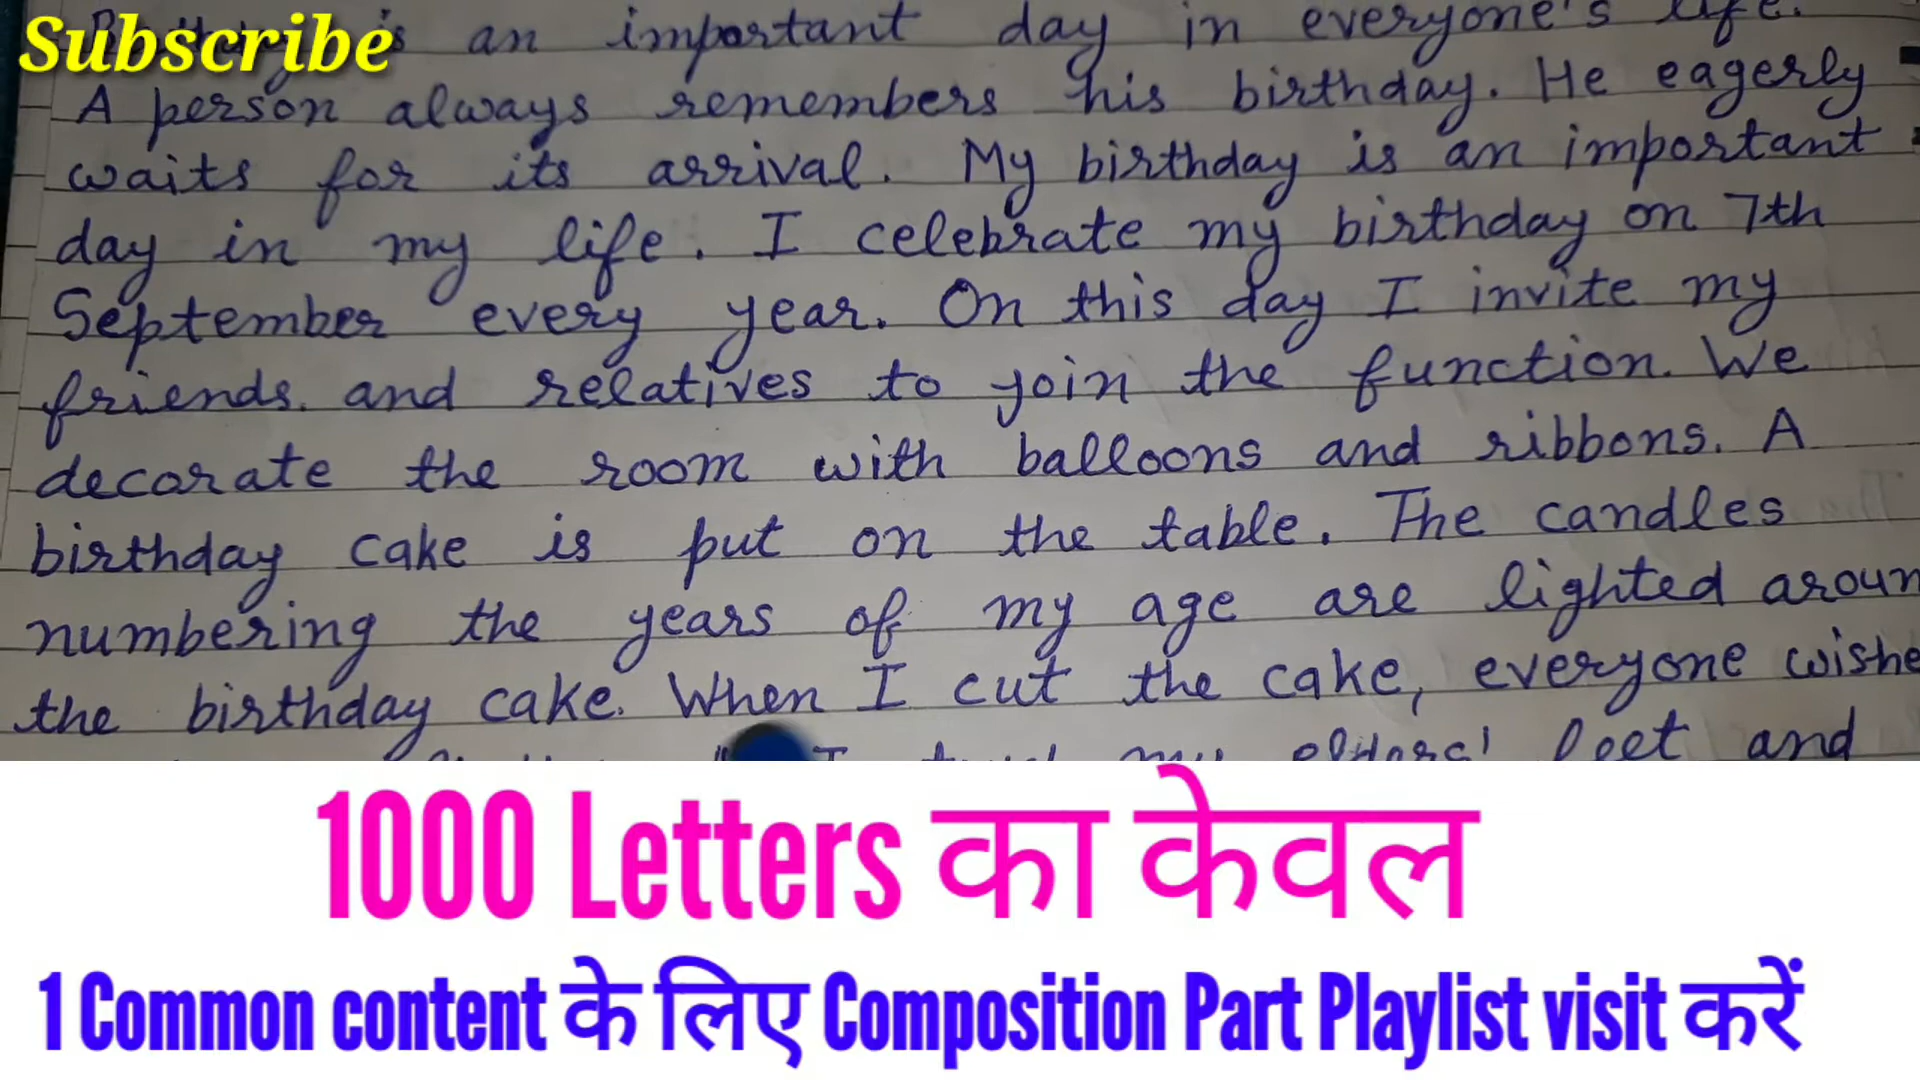 Subscribe
is an important day in everyone's life.
A person always remembers his birthday. He eagerly
waits for its arrival. My birthday is an important
day in my life. I celebrate my birthday on 7th
September every year. On this day I invite my
friends. and relatives to join the function. We
decorate the room with balloons and ribbons. A
birthday cake is put on the table. The candles
numbering the years of my age are lighted aroun
the birthday cake. When I cut the cake, everyone wishe
my elders' feet and
1000 Letters का केवल
1 Common content के लिए Composition Part Playlist visit करें